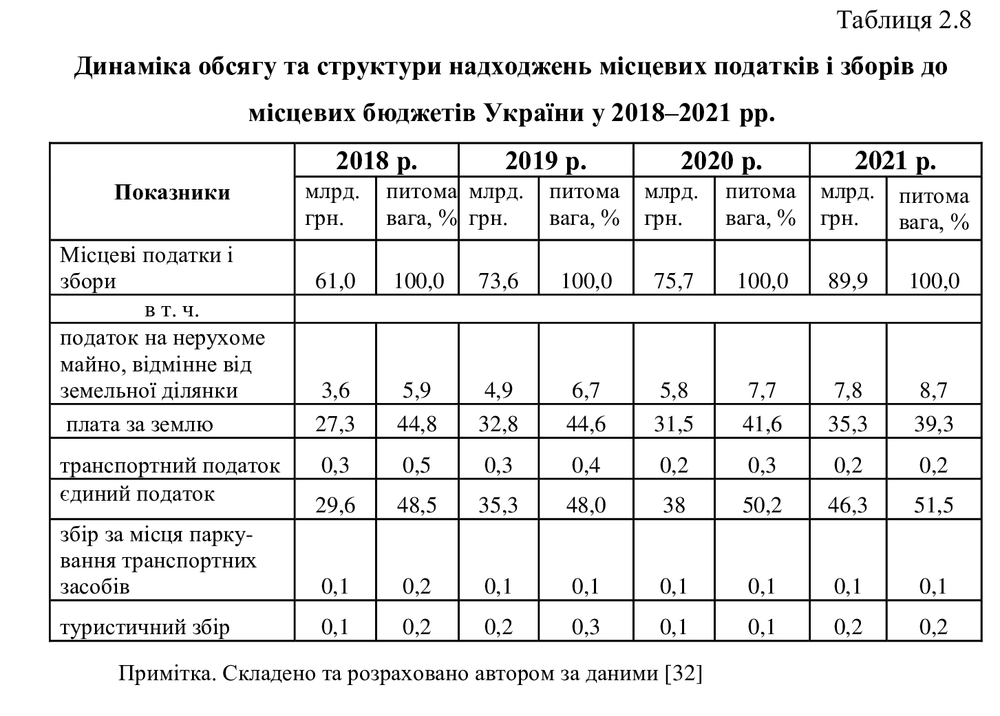 Таблиця 2.8
Динаміка обсягу та структури надходжень місцевих податків і зборів до
місцевих бюджетів України у 2018–2021 рр.
Показники 2018 р. 2019 р. 2020 р. 2021 р.
млрд. грн. питома вага, % млрд. грн. питома вага, % млрд. грн. питома вага, % млрд. грн. питома вага, %
Місцеві податки і
збори 61,0 100,0 73,6 100,0 75,7 100,0 89,9 100,0
в т. ч.
податок на нерухоме
майно, відмінне від
земельної ділянки 3,6 5,9 4,9 6,7 5,8 7,7 7,8 8,7
плата за землю 27,3 44,8 32,8 44,6 31,5 41,6 35,3 39,3
транспортний податок 0,3 0,5 0,3 0,4 0,2 0,3 0,2 0,2
єдиний податок 29,6 48,5 35,3 48,0 38 50,2 46,3 51,5
збір за місця парку-
вання транспортних
засобів 0,1 0,2 0,1 0,1 0,1 0,1 0,1 0,1
туристичний збір 0,1 0,2 0,2 0,3 0,1 0,1 0,2 0,2
Примітка. Складено та розраховано автором за даними [32]